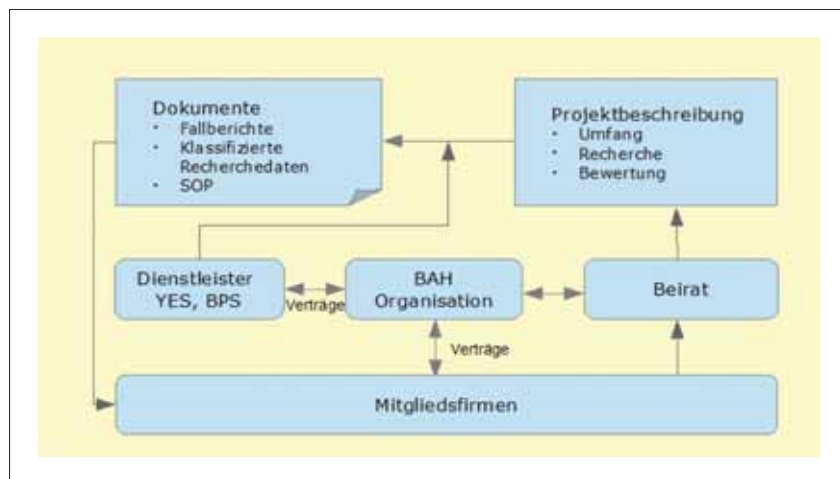 Dokumente
· Fallberichte
· Klassifizierte
Recherchedaten
· SOP
Projektbeschreibung
· Umfang
· Recherche
· Bewertung
Dienstleister
YES, BPS
Verträge
BAH
Organisation
Beirat
Verträge
Mitgliedsfirmen